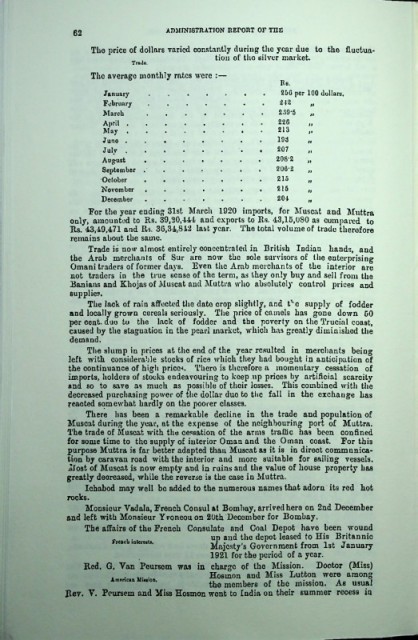 62 ADMINISTRATION REPORT OF THE
The price of dollars varied constantly during the year due to the fluctua-
Trade.
tion of the silver market.
The average monthly rates were :—
Rs.
January . . . . . . . 250 per 100 dollars.
February . . . . . . . 242 „
March . . . . . . . 239·5 „
April . . . . . . . 226 „
May . . . . . . . 213 „
June . . . . . . . 198 „
July . . . . . . . 207 „
August . . . . . . . 208·2 „
September . . . . . . . 206·2 „
October . . . . . . . 215 „
November . . . . . . . 215 „
December . . . . . . . 204 „
For the year ending 31st March 1920 imports, for Muscat and Muttra
only, amounted to Rs. 39,20,444 and exports to Rs. 43,15,080 as compared to
Rs. 43,49,471 and Rs. 36,34,842 last year. The total volume of trade therefore
remains about the same.
Trade is now almost entirely concentrated in British Indian hands, and
the Arab merchants of Sur are now the sole survivors of the enterprising
Omani traders of former days. Even the Arab merchants of the interior are
not traders in the true sense of the term, as they only buy and sell from the
Banians and Khojas of Muscat and Muttra who absolutely control prices and
supplies.
The lack of rain affected the date crop slightly, and the supply of fodder
and locally grown cereals seriously. The price of camels has gone down 50
per cent. due to the lack of fodder and the poverty on the Trucial coast,
caused by the stagnation in the pearl market, which has greatly diminished the
demand.
The slump in prices at the end of the year resulted in merchants being
left with considerable stocks of rice which they had bought in anticipation of
the continuance of high prices. There is therefore a momentary cessation of
imports, holders of stocks endeavouring to keep up prices by artificial scarcity
and so to save as much as possible of their losses. This combined with the
decreased purchasing power of the dollar due to the fall in the exchange has
reacted somewhat hardly on the poorer classes.
There has been a remarkable decline in the trade and population of
Muscat during the year, at the expense of the neighbouring port of Muttra.
The trade of Muscat with the cessation of the arms traffic has been confined
for some time to the supply of interior Oman and the Oman coast. For this
purpose Muttra is far better adapted than Muscat as it is in direct communica-
tion by caravan road with the interior and more suitable for sailing vessels.
Most of Muscat is now empty and in ruins and the value of house property has
greatly decreased, while the reverse is the case in Muttra.
Ichabod may well be added to the numerous names that adorn its red hot
rocks.
Monsieur Vadala, French Consul at Bombay, arrived here on 2nd December
and left with Monsieur Yvoneou on 20th December for Bombay.
The affairs of the French Consulate and Coal Depot have been wound
French interests.
up and the depot leased to His Britannic
Majesty's Government from 1st January
1921 for the period of a year.
Red. G. Van Peursem was in charge of the Mission. Doctor (Miss)
American Mission.
Hosmon and Miss Lutton were among
the members of the mission. As usual
Rev. V. Peursem and Miss Hosmon went to India on their summer recess in